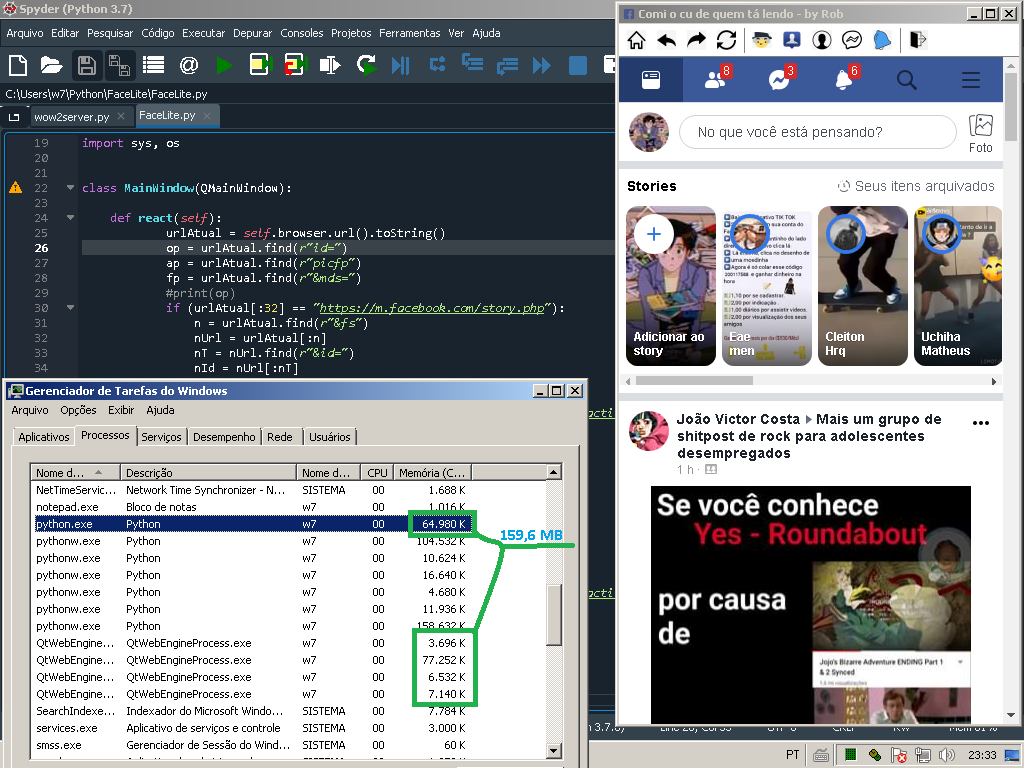 Spyder (Python 3.7)
Arquivo Editar Pesquisar Código Executar Depurar Consoles Projetos Ferramentas Ver Ajuda
C:\Users\w7\Python\FaceLite\FaceLite.py
wow2server.py
FaceLite.py
19 import sys, os
20
21
22 class MainWindow(QMainWindow):
23
24 def react(self):
25 urlAtual = self.browser.url().toString()
26 op = urlAtual.find(r"id=")
27 ap = urlAtual.find(r"picfp")
28 fp = urlAtual.find(r"&mds=")
29 #print(op)
30 if (urlAtual[:32] == "https://m.facebook.com/story.php"):
31 n = urlAtual.find(r"&fs")
32 nUrl = urlAtual[:n]
33 nT = nUrl.find(r"&id=")
34 nId = nUrl[:nT]
Gerenciador de Tarefas do Windows
Arquivo Opções Exibir Ajuda
Aplicativos Processos Serviços Desempenho Rede Usuários
Nome d... Descrição Nome d... CPU Memória (C...
NetTimeServic... Network Time Synchronizer - N... SISTEMA 00 1.688 K
notepad.exe Bloco de notas w7 00 1.016 K
python.exe Python w7 00 64.980 K
pythonw.exe Python w7 00 104.532 K
pythonw.exe Python w7 00 10.624 K
pythonw.exe Python w7 00 16.640 K
pythonw.exe Python w7 00 4.680 K
pythonw.exe Python w7 00 11.936 K
pythonw.exe Python w7 00 158.632 K
QtWebEngine... QtWebEngineProcess.exe w7 00 3.696 K
QtWebEngine... QtWebEngineProcess.exe w7 00 77.252 K
QtWebEngine... QtWebEngineProcess.exe w7 00 6.532 K
QtWebEngine... QtWebEngineProcess.exe w7 00 7.140 K
SearchIndexe... Indexador do Microsoft Windo... SISTEMA 00 7.784 K
services.exe Aplicativo de serviços e controle SISTEMA 00 3.000 K
smss.exe Gerenciador de Sessão do Wind... SISTEMA 00 60 K
159,6 MB
Comi o cu de quem tá lendo - by Rob
8
3
6
No que você está pensando?
Foto
Stories
Seus itens arquivados
Adicionar ao
story
Eae
men
Cleiton
Hrq
Uchiha
Matheus
João Victor Costa Mais um grupo de
shitpost de rock para adolescentes
desempregados
1 h ·
Se você conhece
Yes - Roundabout
por causa
de
Jojo's Bizarre Adventure ENDING Part 1
& 2 Synced
PT
23:33